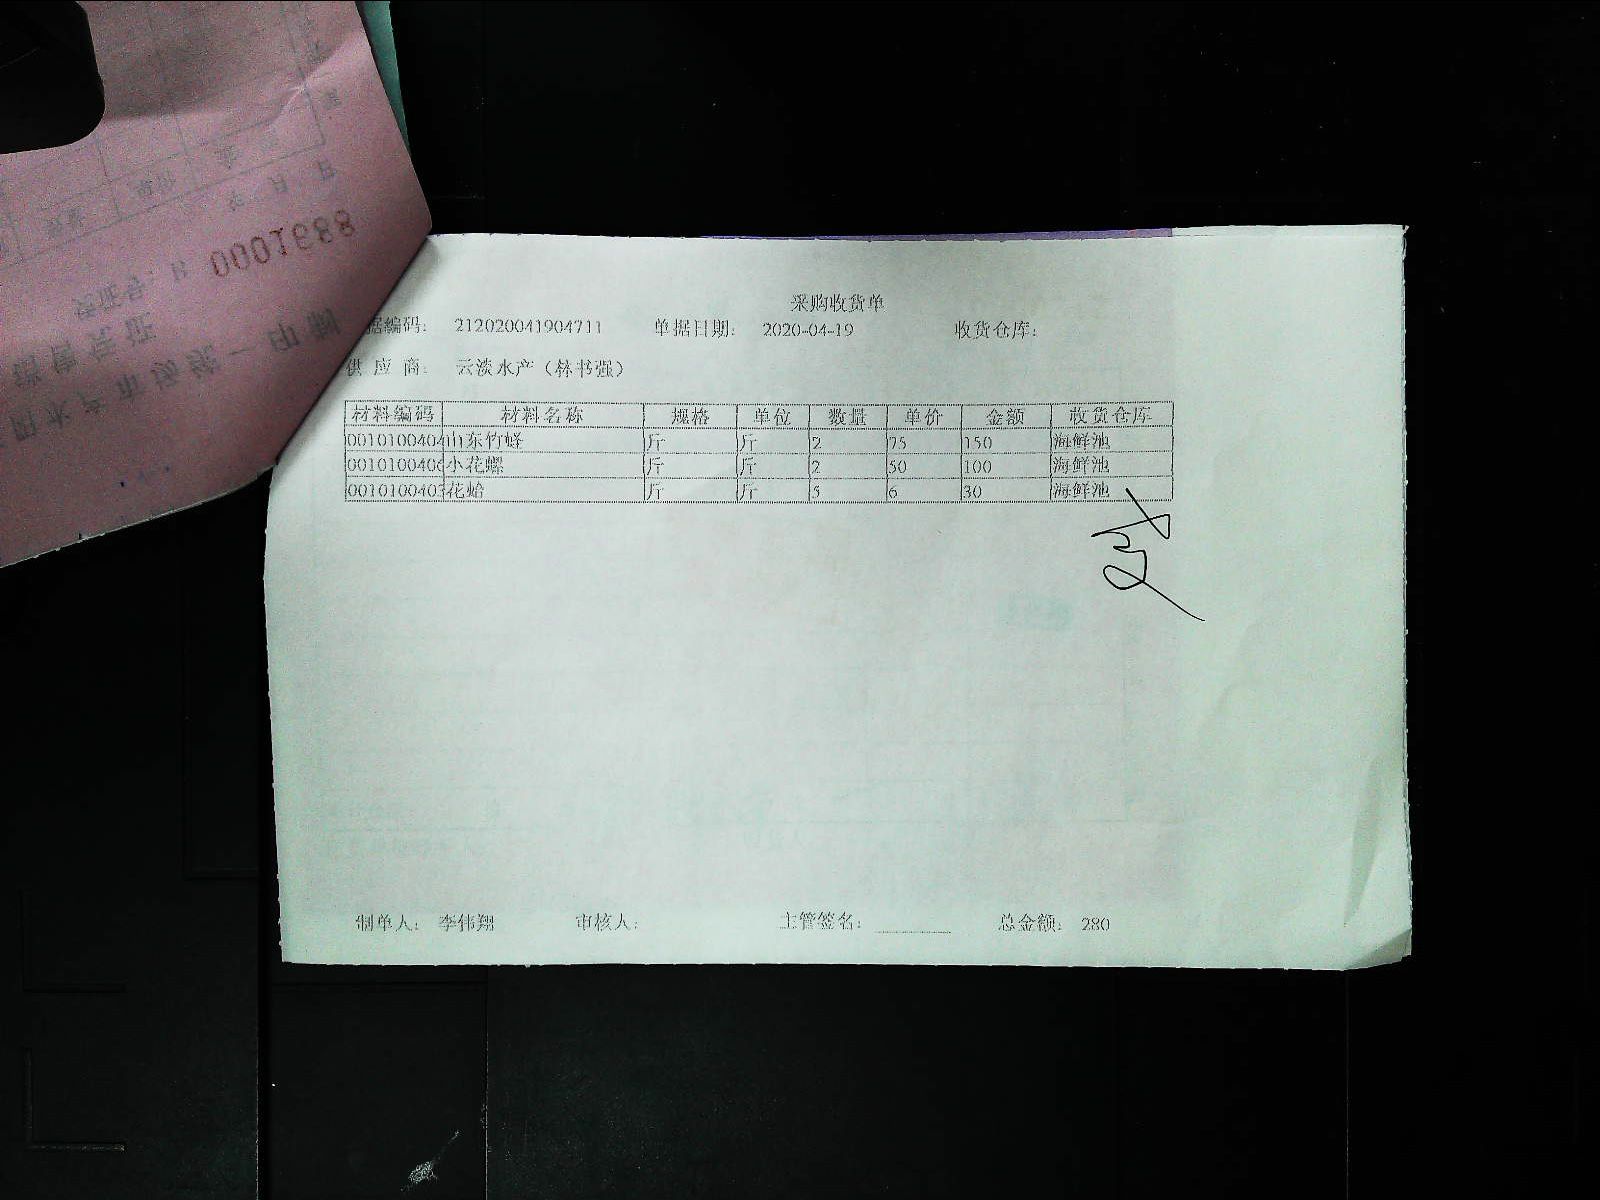 采购收货单
据编码: 212020041904711 单据日期: 2020-04-19 收货仓库:
供应商: 云淡水产（林书强）
材料编码 材料名称 规格 单位 数量 单价 金额 收货仓库
0010100404 山东竹蛏 斤 斤 2 75 150 海鲜池
001010040 小花螺 斤 斤 2 50 100 海鲜池
001010040 花蛤 斤 斤 5 6 30 海鲜池
制单人: 李伟翔 审核人: 主管签名: 总金额: 280
0001688